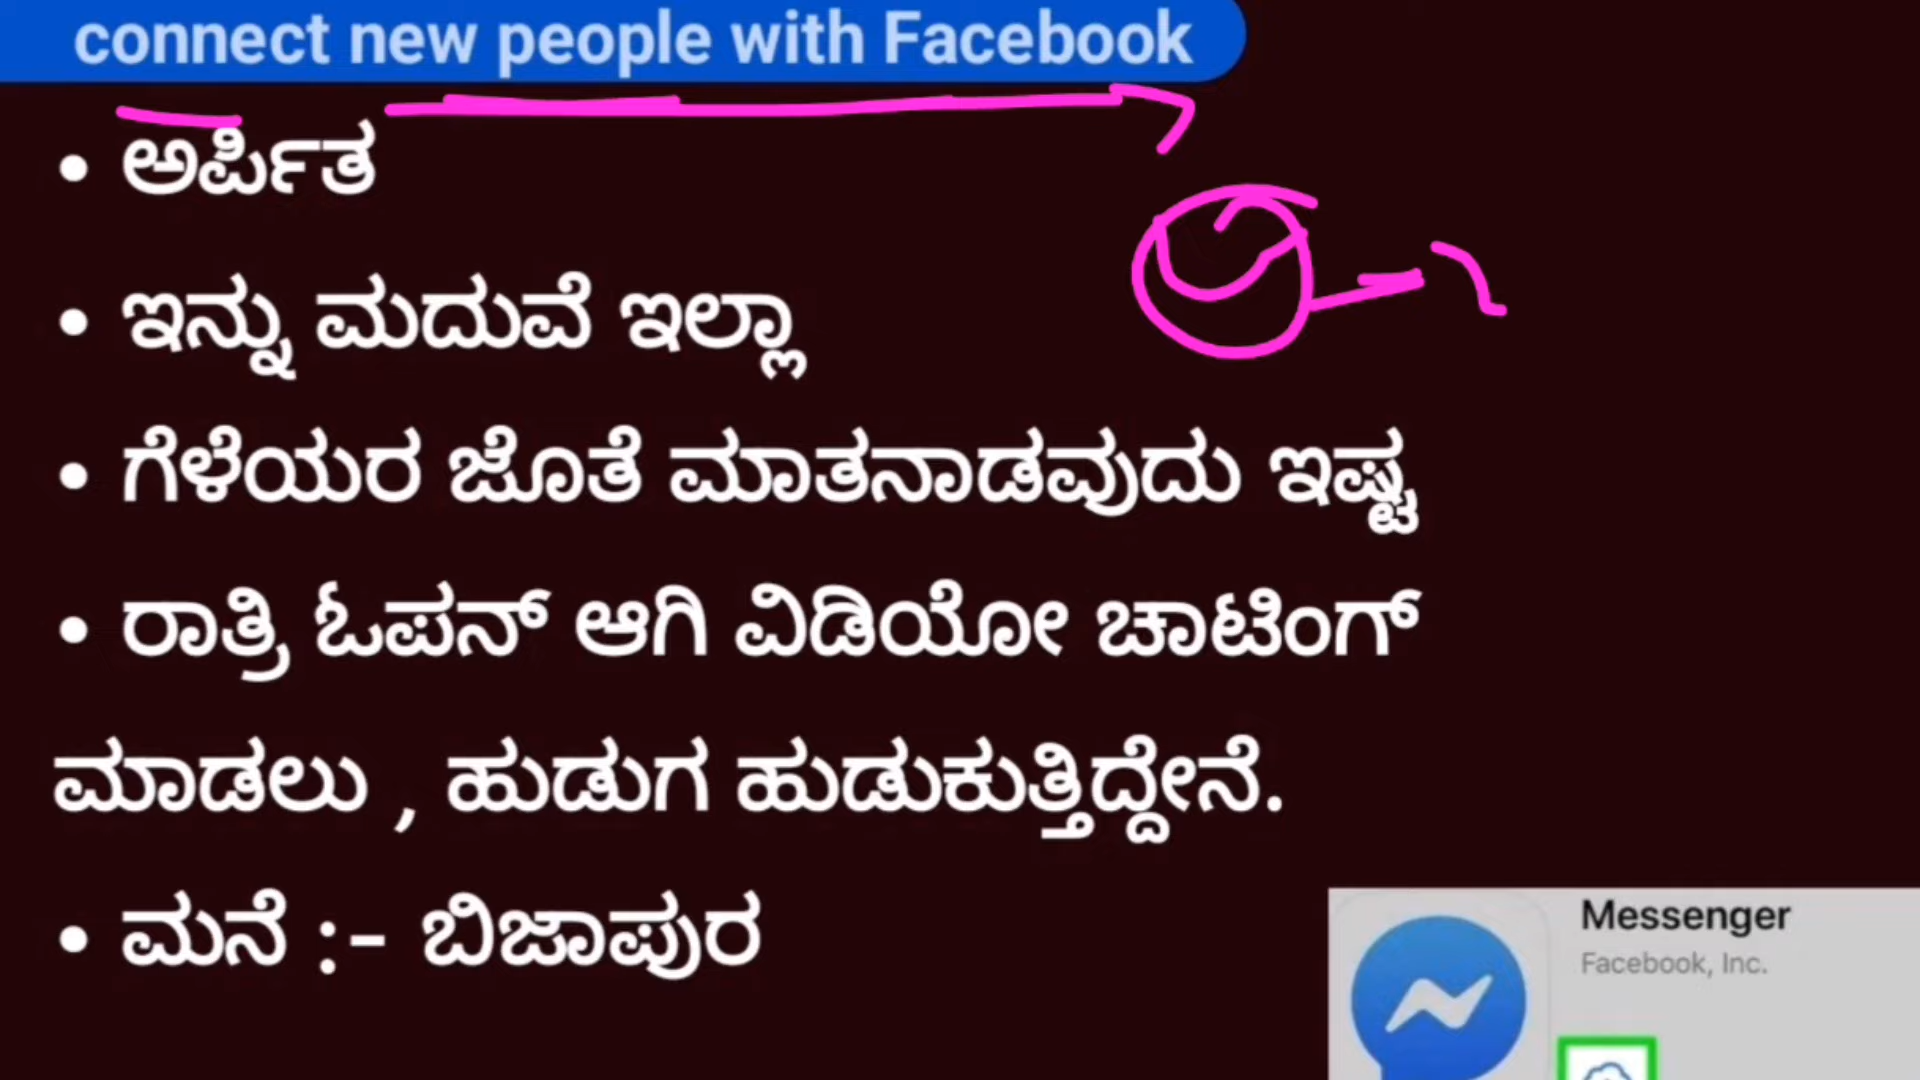 connect new people with Facebook
• ಅರ್ಪಿತ
• ಇನ್ನು ಮದುವೆ ಇಲ್ಲಾ
• ಗೆಳೆಯರ ಜೊತೆ ಮಾತನಾಡವುದು ಇಷ್ಟ
• ರಾತ್ರಿ ಓಪನ್ ಆಗಿ ವಿಡಿಯೋ ಚಾಟಿಂಗ್
ಮಾಡಲು , ಹುಡುಗ ಹುಡುಕುತ್ತಿದ್ದೇನೆ.
• ಮನೆ :- ಬಿಜಾಪುರ
Messenger
Facebook, Inc.